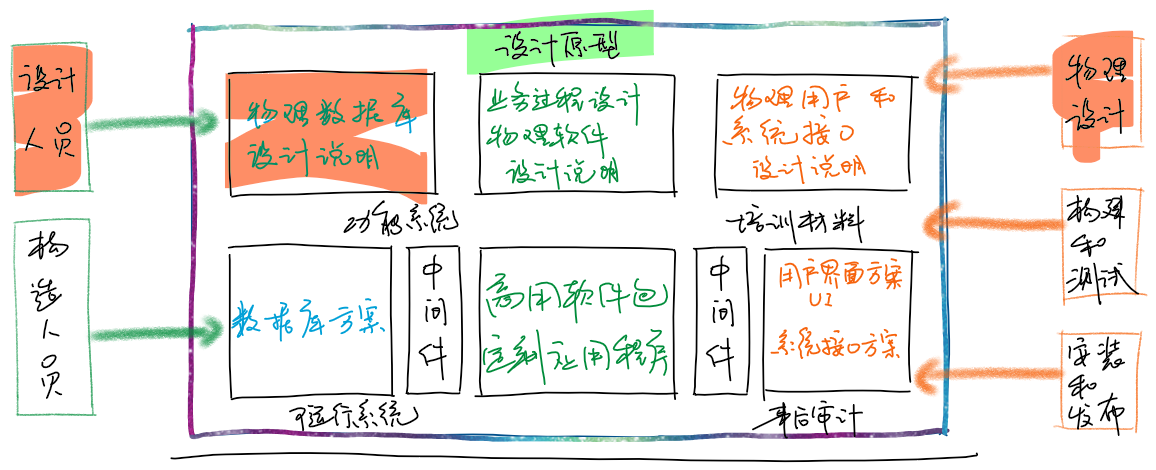 设计原型
设计
人员
物理数据库
设计说明
业务过程设计
物理软件
设计说明
物理用户和
系统接口
设计说明
物理
设计
功能系统
培训材料
构
造
人
员
数据库方案
中
间
件
商用软件包
定制应用程序
中
间
件
用户界面方案
UI
系统接口方案
构建
和
测试
可运行系统
事后审计
安装
和
发布